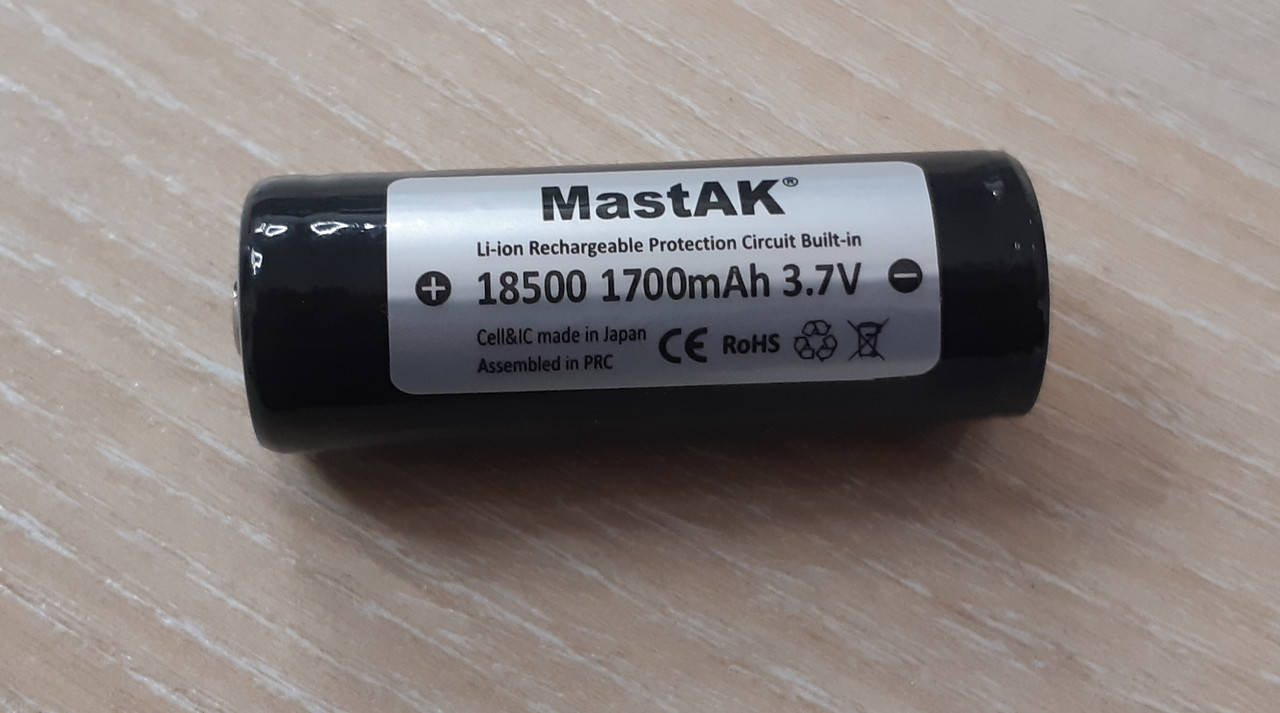 MastAK®
Li-ion Rechargeable Protection Circuit Built-in
+ 18500 1700mAh 3.7V −
Cell&IC made in Japan
Assembled in PRC
CE RoHS